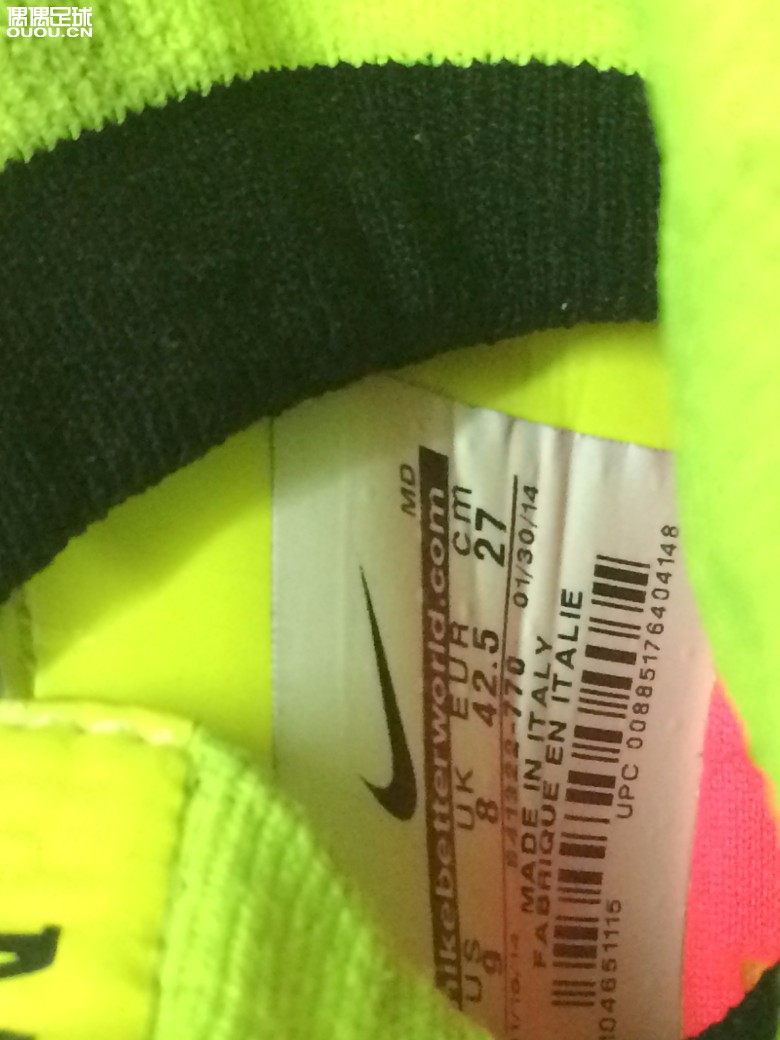 偶偶足球
OUOU.CN
MD
nikebetterworld.com
US UK EUR cm
9 8 42.5 27
01/30/14
MADE IN ITALY
FABRIQUE EN ITALIE
UPC 00885176404148